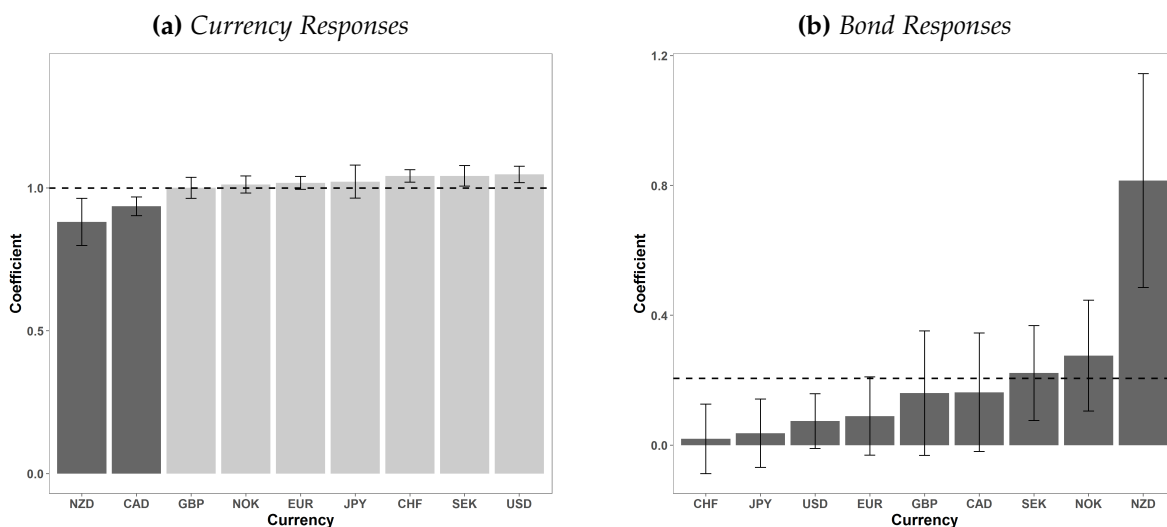 (a) Currency Responses
Coefficient
1.0
0.5
0.0
NZD CAD GBP NOK EUR JPY CHF SEK USD
Currency
(b) Bond Responses
Coefficient
1.2
0.8
0.4
0.0
CHF JPY USD EUR GBP CAD SEK NOK NZD
Currency